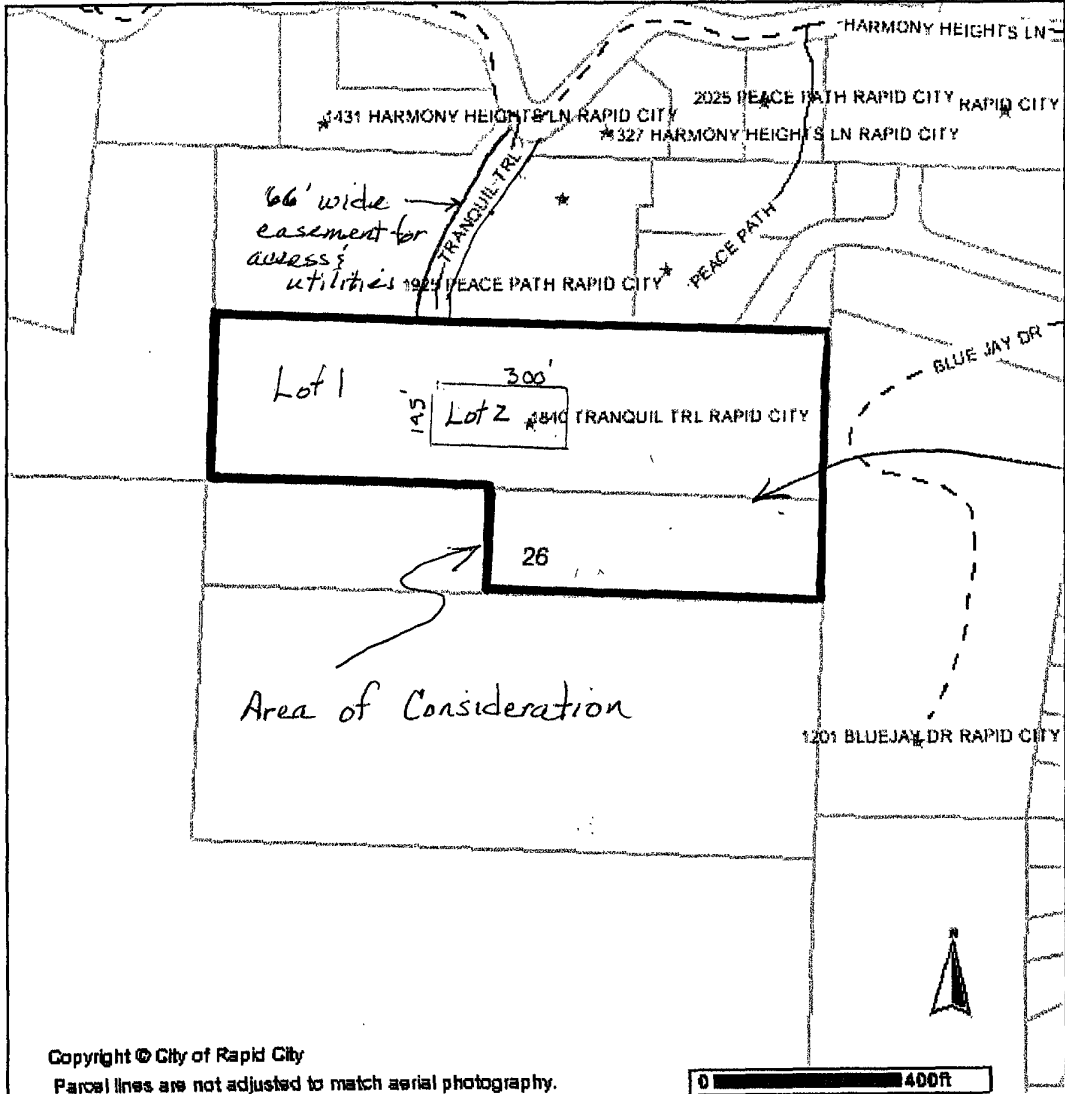 HARMONY HEIGHTS LN
2025 PEACE PATH RAPID CITY
RAPID CITY
1431 HARMONY HEIGHTS LN RAPID CITY
1327 HARMONY HEIGHTS LN RAPID CITY
66' wide
easement for
access &
utilities
TRANQUIL TRL
PEACE PATH
1925 PEACE PATH RAPID CITY
BLUE JAY DR
Lot 1
300'
145'
Lot 2
1810 TRANQUIL TRL RAPID CITY
26
Area of Consideration
1201 BLUEJAY DR RAPID CITY
N
Copyright © City of Rapid City
Parcel lines are not adjusted to match aerial photography.
0 400ft